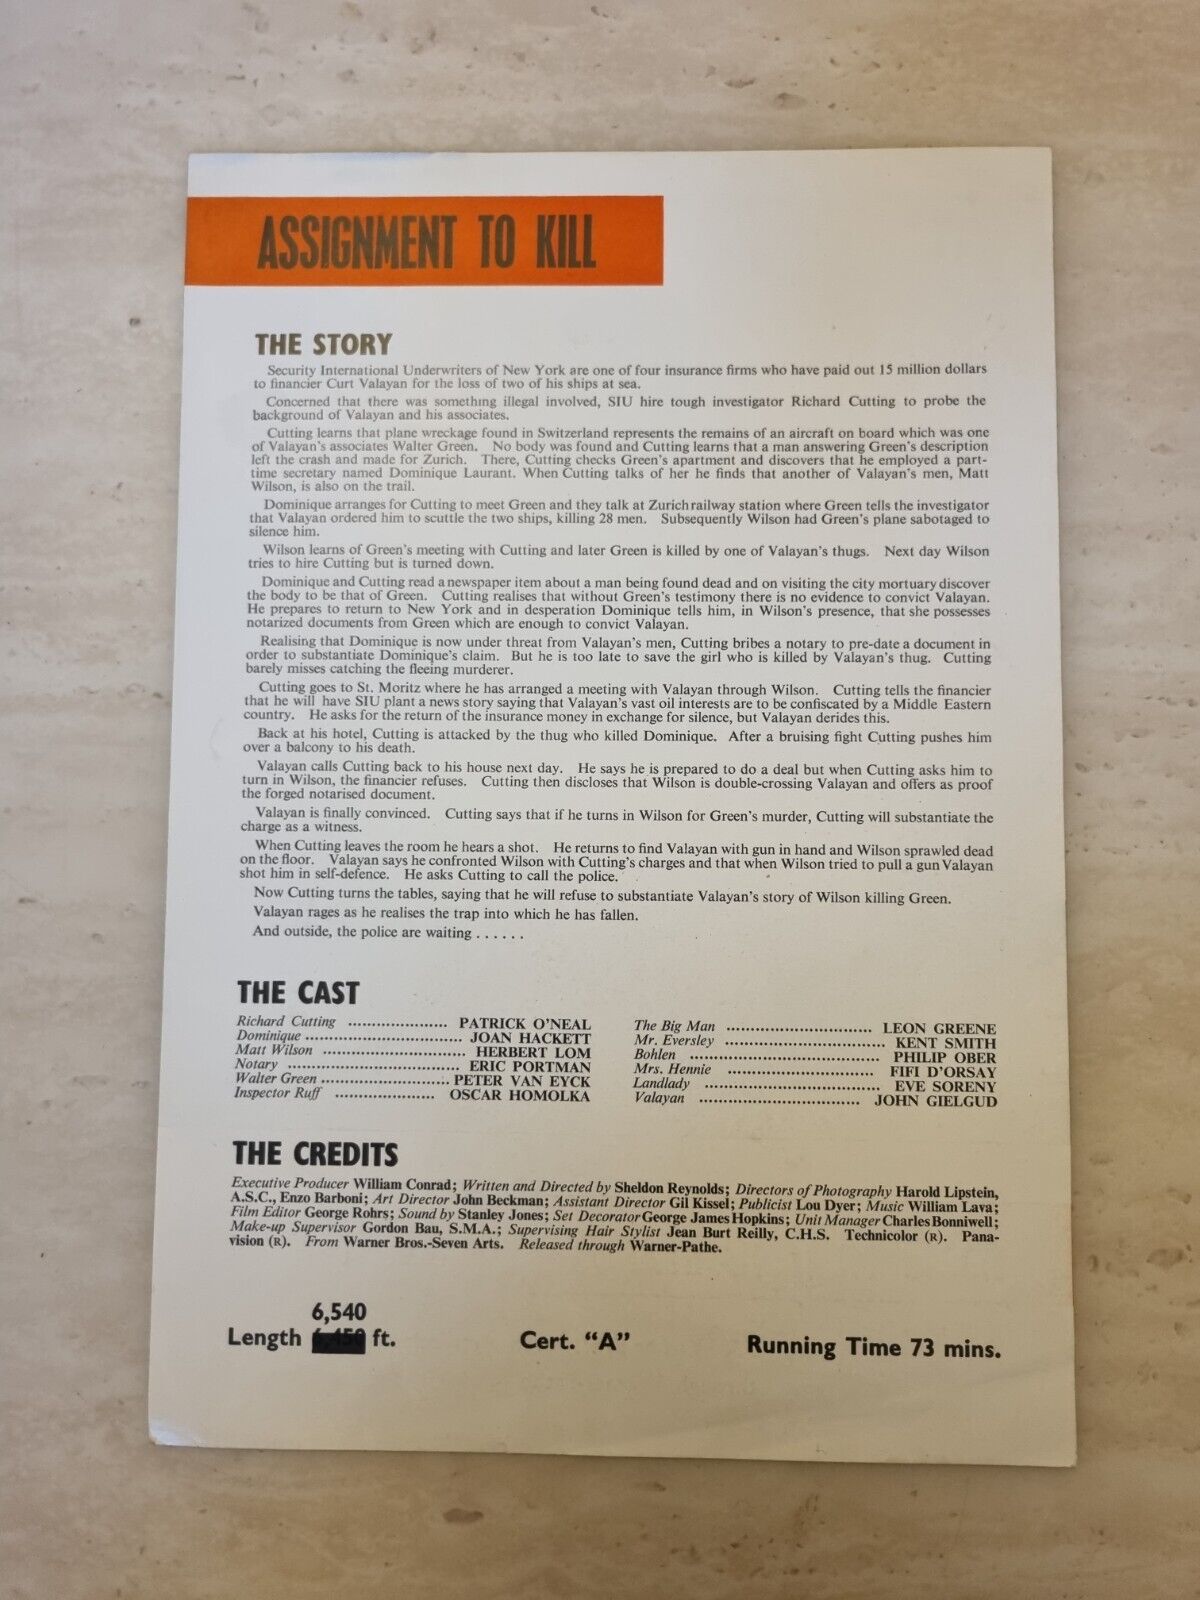 ASSIGNMENT TO KILL
THE STORY
Security International Underwriters of New York are one of four insurance firms who have paid out 15 million dollars
to financier Curt Valayan for the loss of two of his ships at sea.
Concerned that there was something illegal involved, SIU hire tough investigator Richard Cutting to probe the
background of Valayan and his associates.
Cutting learns that plane wreckage found in Switzerland represents the remains of an aircraft on board which was one
of Valayan's associates Walter Green. No body was found and Cutting learns that a man answering Green's description
left the crash and made for Zurich. There, Cutting checks Green's apartment and discovers that he employed a part-
time secretary named Dominique Laurant. When Cutting talks of her he finds that another of Valayan's men, Matt
Wilson, is also on the trail.
Dominique arranges for Cutting to meet Green and they talk at Zurich railway station where Green tells the investigator
that Valayan ordered him to scuttle the two ships, killing 28 men. Subsequently Wilson had Green's plane sabotaged to
silence him.
Wilson learns of Green's meeting with Cutting and later Green is killed by one of Valayan's thugs. Next day Wilson
tries to hire Cutting but is turned down.
Dominique and Cutting read a newspaper item about a man being found dead and on visiting the city mortuary discover
the body to be that of Green. Cutting realises that without Green's testimony there is no evidence to convict Valayan.
He prepares to return to New York and in desperation Dominique tells him, in Wilson's presence, that she possesses
notarized documents from Green which are enough to convict Valayan.
Realising that Dominique is now under threat from Valayan's men, Cutting bribes a notary to pre-date a document in
order to substantiate Dominique's claim. But he is too late to save the girl who is killed by Valayan's thug. Cutting
barely misses catching the fleeing murderer.
Cutting goes to St. Moritz where he has arranged a meeting with Valayan through Wilson. Cutting tells the financier
that he will have SIU plant a news story saying that Valayan's vast oil interests are to be confiscated by a Middle Eastern
country. He asks for the return of the insurance money in exchange for silence, but Valayan derides this.
Back at his hotel, Cutting is attacked by the thug who killed Dominique. After a bruising fight Cutting pushes him
over a balcony to his death.
Valayan calls Cutting back to his house next day. He says he is prepared to do a deal but when Cutting asks him to
turn in Wilson, the financier refuses. Cutting then discloses that Wilson is double-crossing Valayan and offers as proof
the forged notarised document.
Valayan is finally convinced. Cutting says that if he turns in Wilson for Green's murder, Cutting will substantiate the
charge as a witness.
When Cutting leaves the room he hears a shot. He returns to find Valayan with gun in hand and Wilson sprawled dead
on the floor. Valayan says he confronted Wilson with Cutting's charges and that when Wilson tried to pull a gun Valayan
shot him in self-defence. He asks Cutting to call the police.
Now Cutting turns the tables, saying that he will refuse to substantiate Valayan's story of Wilson killing Green.
Valayan rages as he realises the trap into which he has fallen.
And outside, the police are waiting . . . . . .
THE CAST
Richard Cutting ..................... PATRICK O'NEAL
Dominique ................................. JOAN HACKETT
Matt Wilson .............................. HERBERT LOM
Notary .................................... ERIC PORTMAN
Walter Green ........................... PETER VAN EYCK
Inspector Ruff ..................... OSCAR HOMOLKA
The Big Man ............................... LEON GREENE
Mr. Eversley .................................. KENT SMITH
Bohlen ........................................ PHILIP OBER
Mrs. Hennie ............................... FIFI D'ORSAY
Landlady ..................................... EVE SORENY
Valayan .................................. JOHN GIELGUD
THE CREDITS
Executive Producer William Conrad; Written and Directed by Sheldon Reynolds; Directors of Photography Harold Lipstein,
A.S.C., Enzo Barboni; Art Director John Beckman; Assistant Director Gil Kissel; Publicist Lou Dyer; Music William Lava;
Film Editor George Rohrs; Sound by Stanley Jones; Set Decorator George James Hopkins; Unit Manager Charles Bonniwell;
Make-up Supervisor Gordon Bau, S.M.A.; Supervising Hair Stylist Jean Burt Reilly, C.H.S. Technicolor (R). Pana-
vision (R). From Warner Bros.-Seven Arts. Released through Warner-Pathe.
6,540
Length 6,450 ft. Cert. "A" Running Time 73 mins.